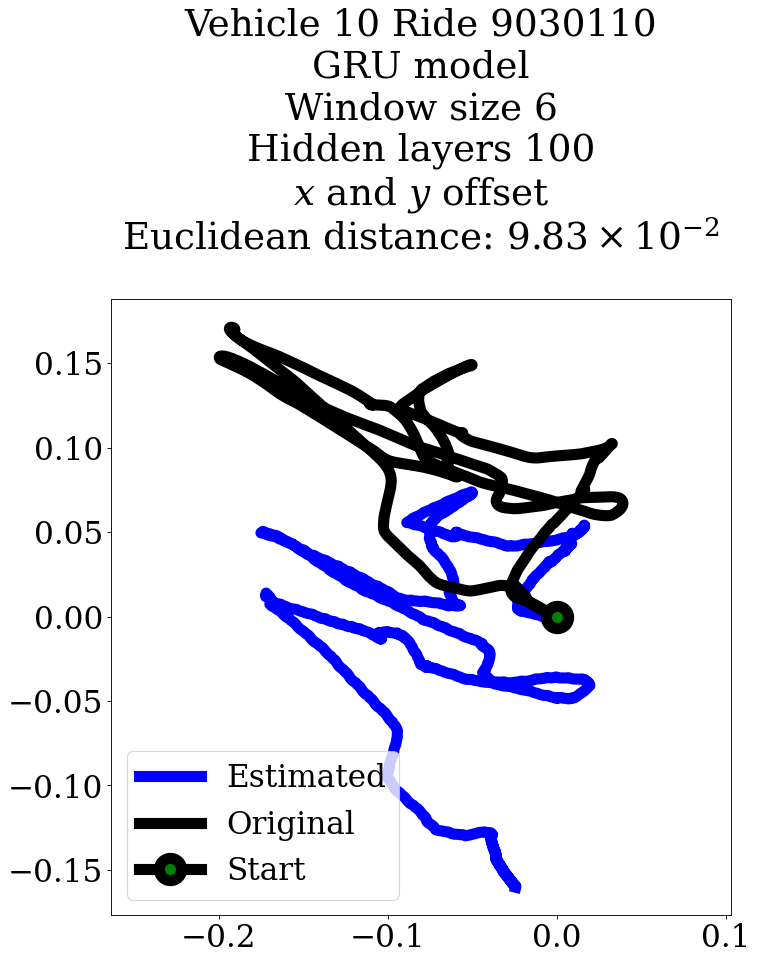 Vehicle 10 Ride 9030110
GRU model
Window size 6
Hidden layers 100
x and y offset
Euclidean distance: 9.83 × 10⁻²
0.15
0.10
0.05
0.00
−0.05
−0.10
−0.15
Estimated
Original
Start
−0.2
−0.1
0.0
0.1